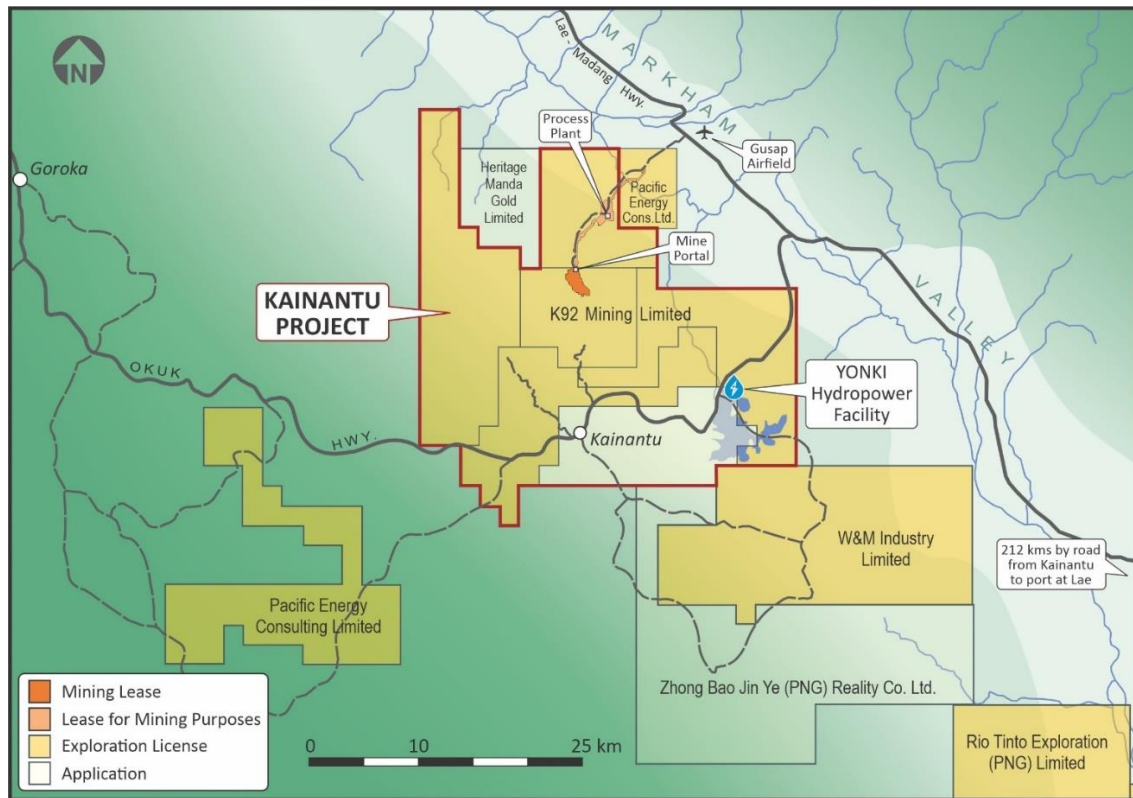 N
Lae-
Madang Hwy.
MARKHAM
VALLEY
Process
Plant
Gusap
Airfield
Goroka
Heritage
Manda
Gold
Limited
Pacific
Energy
Cons.Ltd.
Mine
Portal
KAINANTU
PROJECT
K92 Mining Limited
OKUK
HWY.
YONKI
Hydropower
Facility
Kainantu
W&M Industry
Limited
212 kms by road
from Kainantu
to port at Lae
Pacific Energy
Consulting Limited
Zhong Bao Jin Ye (PNG) Reality Co. Ltd.
Mining Lease
Lease for Mining Purposes
Exploration License
Application
0 10 25 km
Rio Tinto Exploration
(PNG) Limited